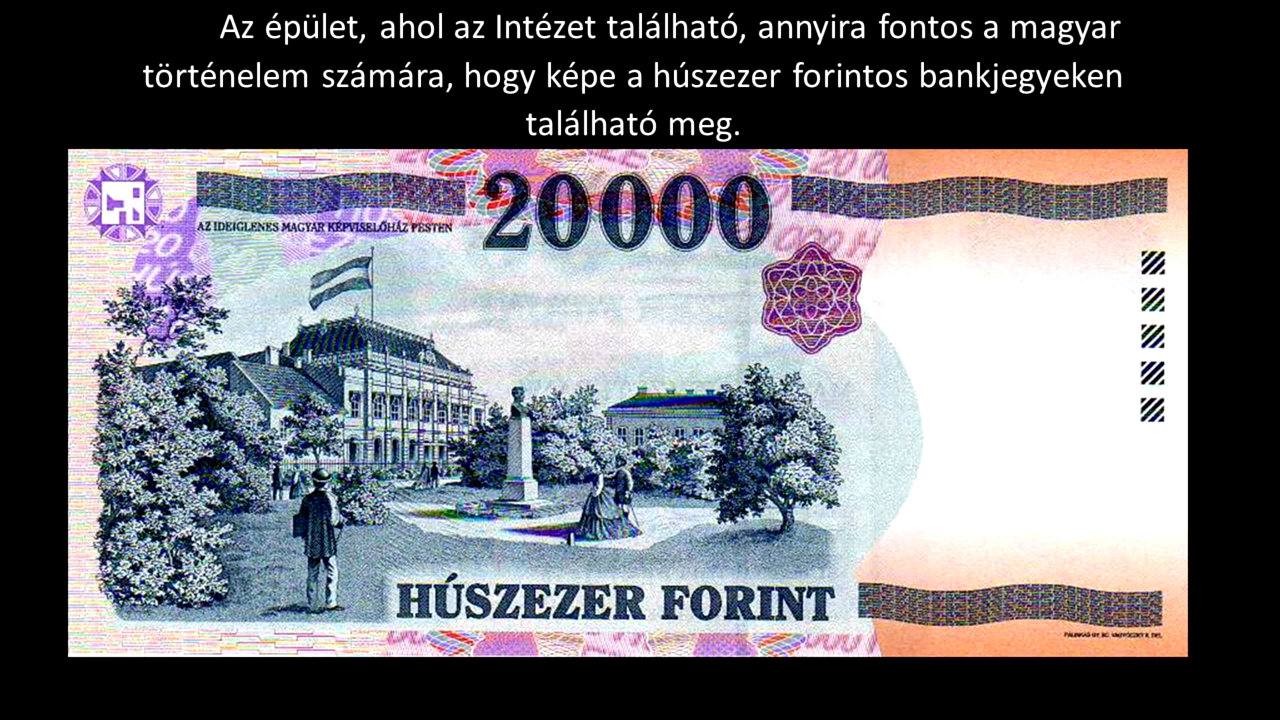 Az épület, ahol az Intézet található, annyira fontos a magyar
történelem számára, hogy képe a húszezer forintos bankjegyeken
található meg.
20000
AZ IDEIGLENES MAGYAR KÉPVISELŐHÁZ PESTEN
HÚSZEZER FORINT